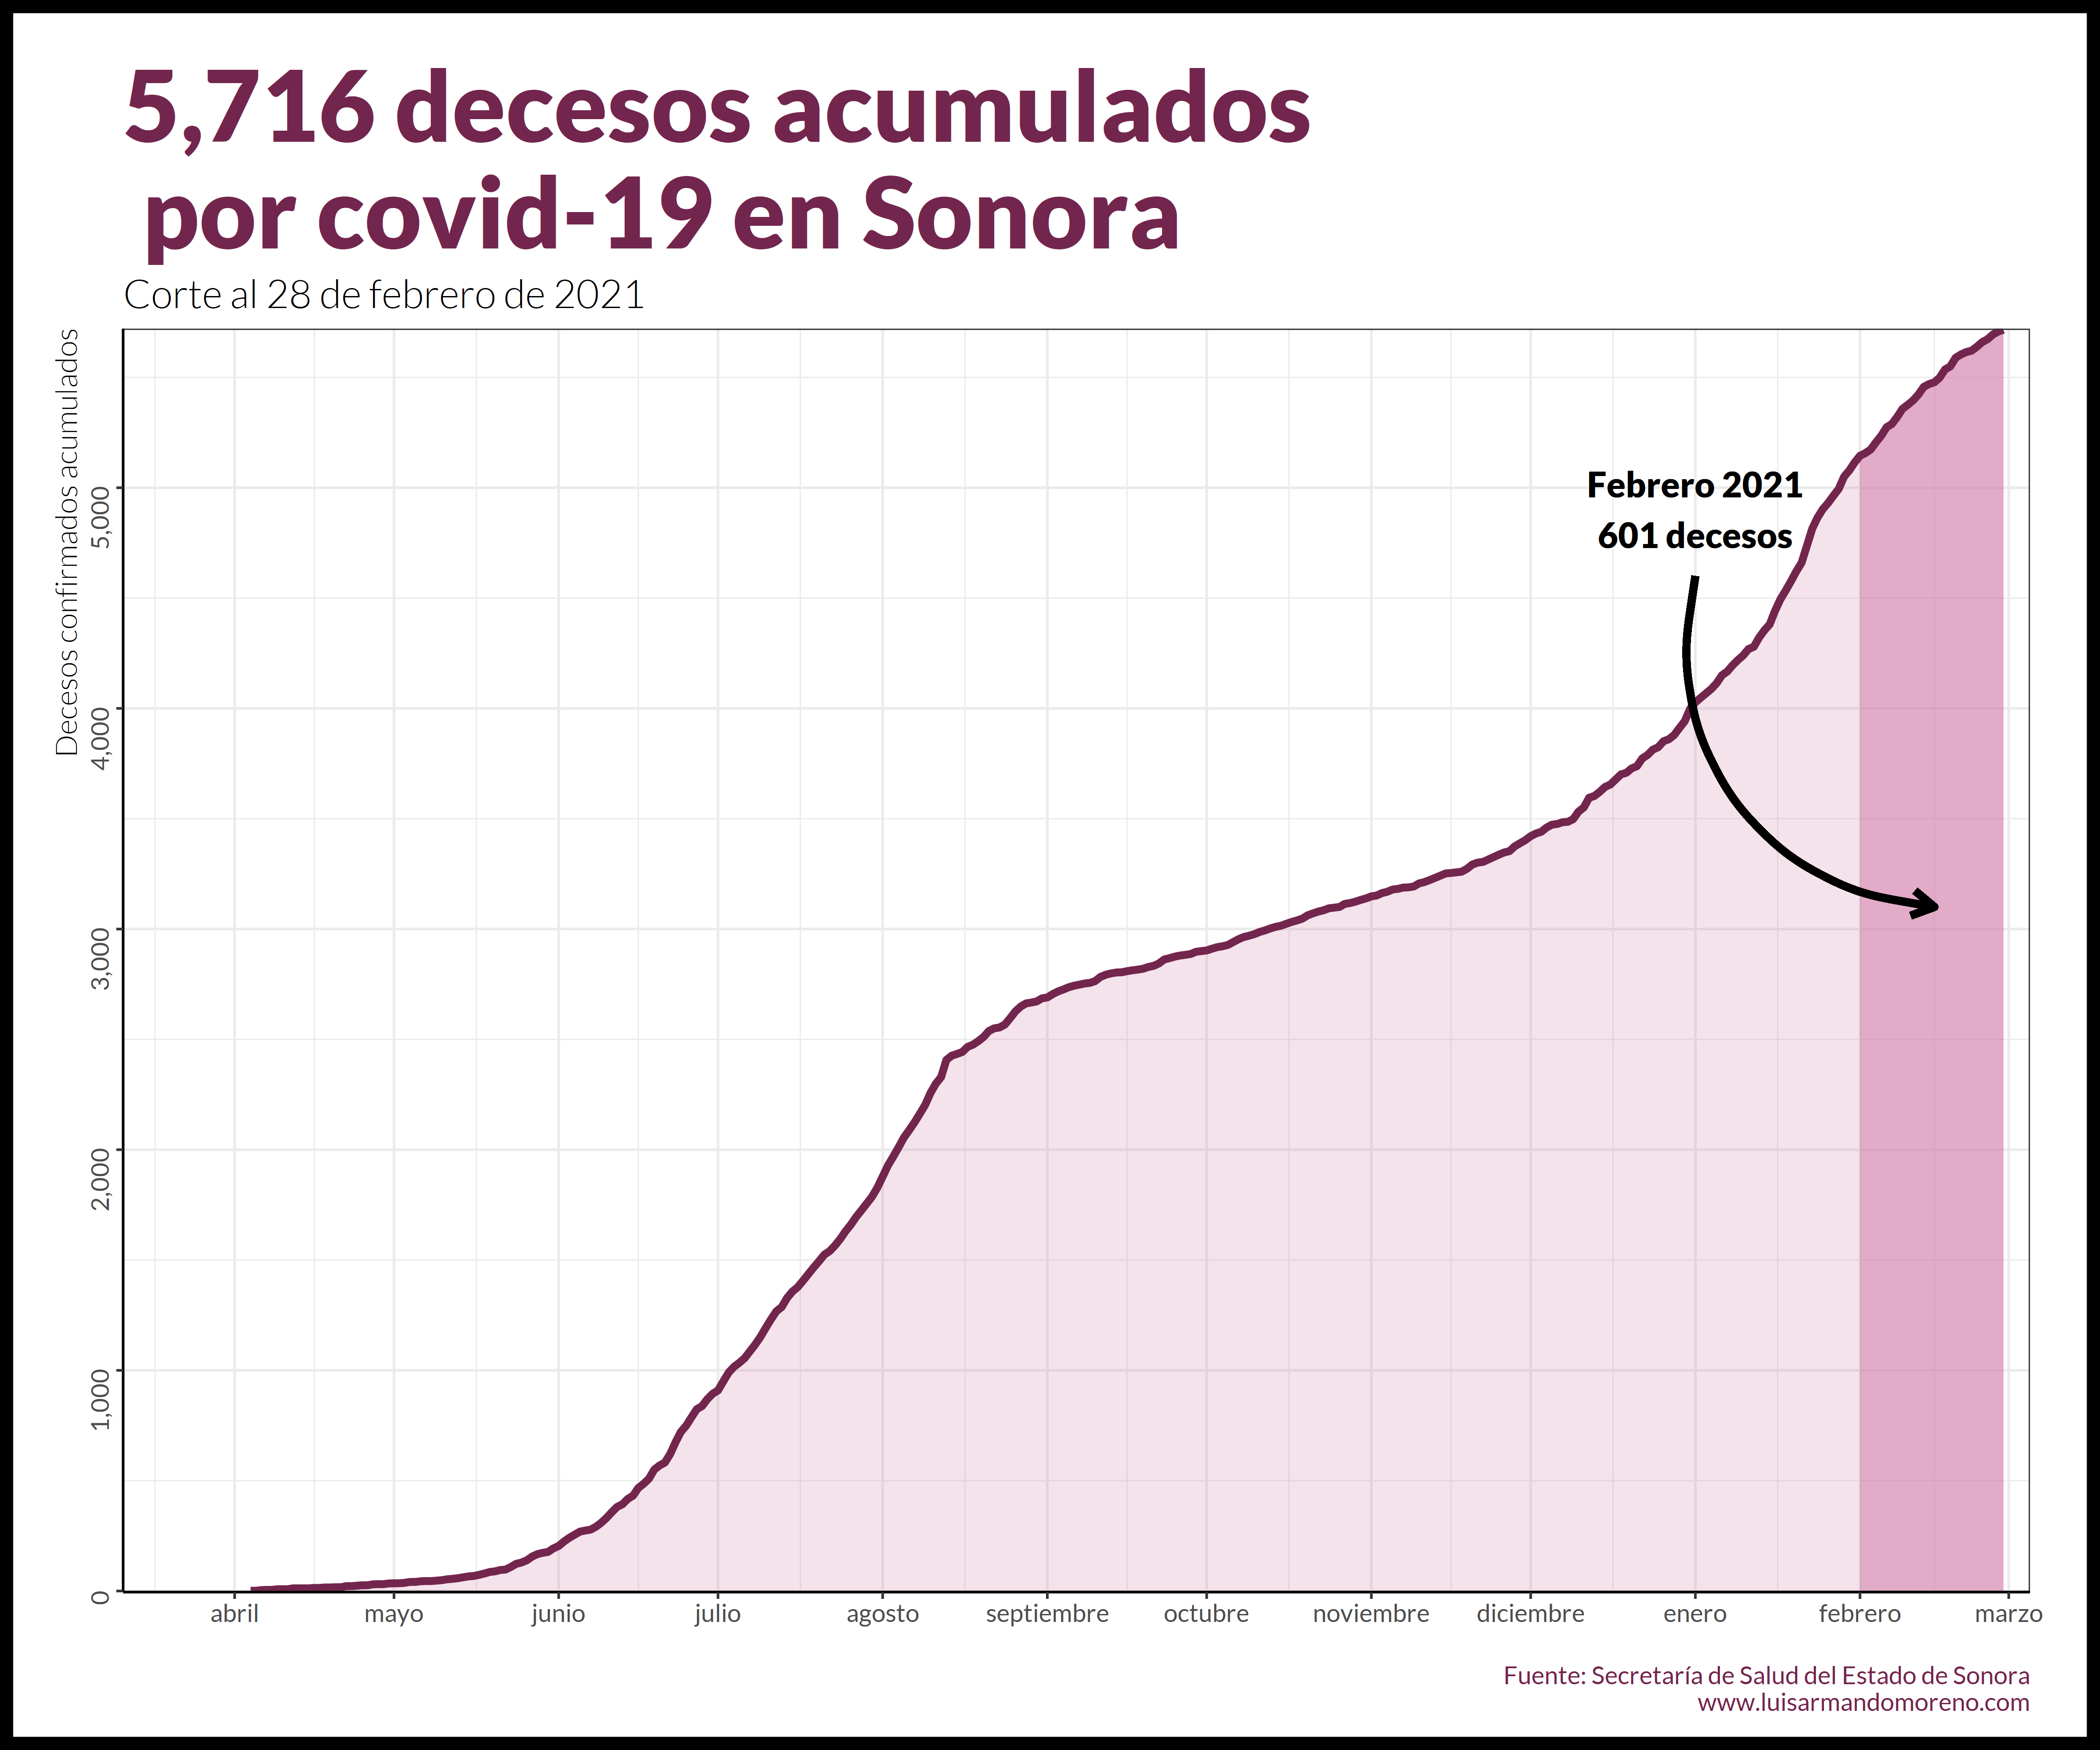 5,716 decesos acumulados
por covid-19 en Sonora
Corte al 28 de febrero de 2021
Decesos confirmados acumulados
5,000
4,000
3,000
2,000
1,000
0
Febrero 2021
601 decesos
abril mayo junio julio agosto septiembre octubre noviembre diciembre enero febrero marzo
Fuente: Secretaría de Salud del Estado de Sonora
www.luisarmandomoreno.com